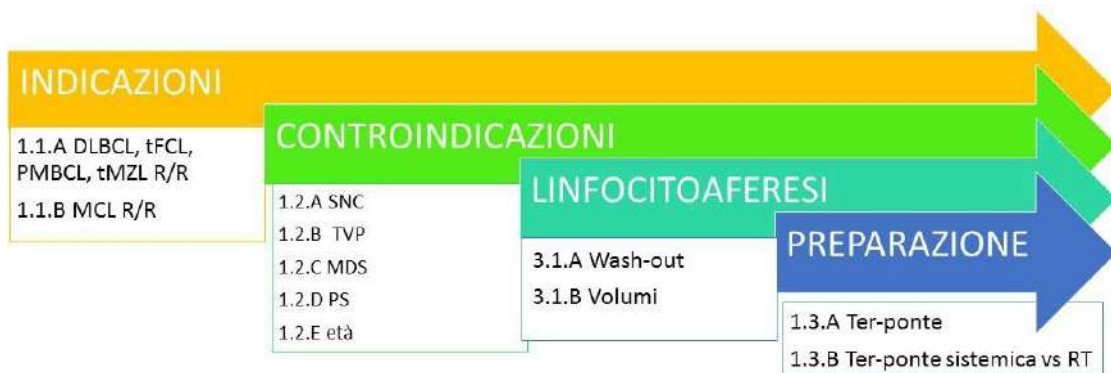 INDICAZIONI
1.1.A DLBCL, tFCL,
PMBCL, tMZL R/R
1.1.B MCL R/R
CONTROINDICAZIONI
1.2.A SNC
1.2.B TVP
1.2.C MDS
1.2.D PS
1.2.E età
LINFOCITOAFERESI
3.1.A Wash-out
3.1.B Volumi
PREPARAZIONE
1.3.A Ter-ponte
1.3.B Ter-ponte sistemica vs RT